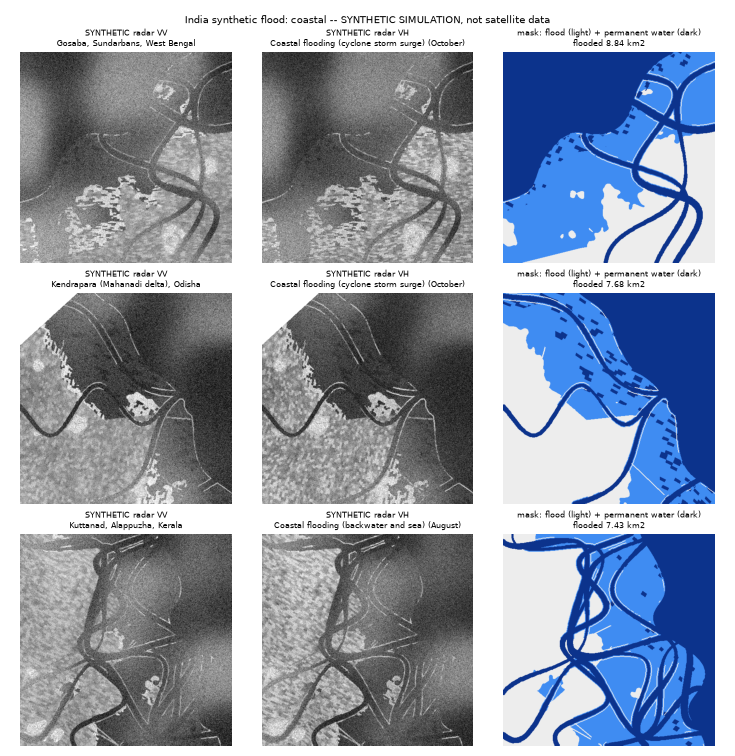 India synthetic flood: coastal -- SYNTHETIC SIMULATION, not satellite data
SYNTHETIC radar VV
Gosaba, Sundarbans, West Bengal
SYNTHETIC radar VH
Coastal flooding (cyclone storm surge) (October)
mask: flood (light) + permanent water (dark)
flooded 8.84 km2
SYNTHETIC radar VV
Kendrapara (Mahanadi delta), Odisha
SYNTHETIC radar VH
Coastal flooding (cyclone storm surge) (October)
mask: flood (light) + permanent water (dark)
flooded 7.68 km2
SYNTHETIC radar VV
Kuttanad, Alappuzha, Kerala
SYNTHETIC radar VH
Coastal flooding (backwater and sea) (August)
mask: flood (light) + permanent water (dark)
flooded 7.43 km2